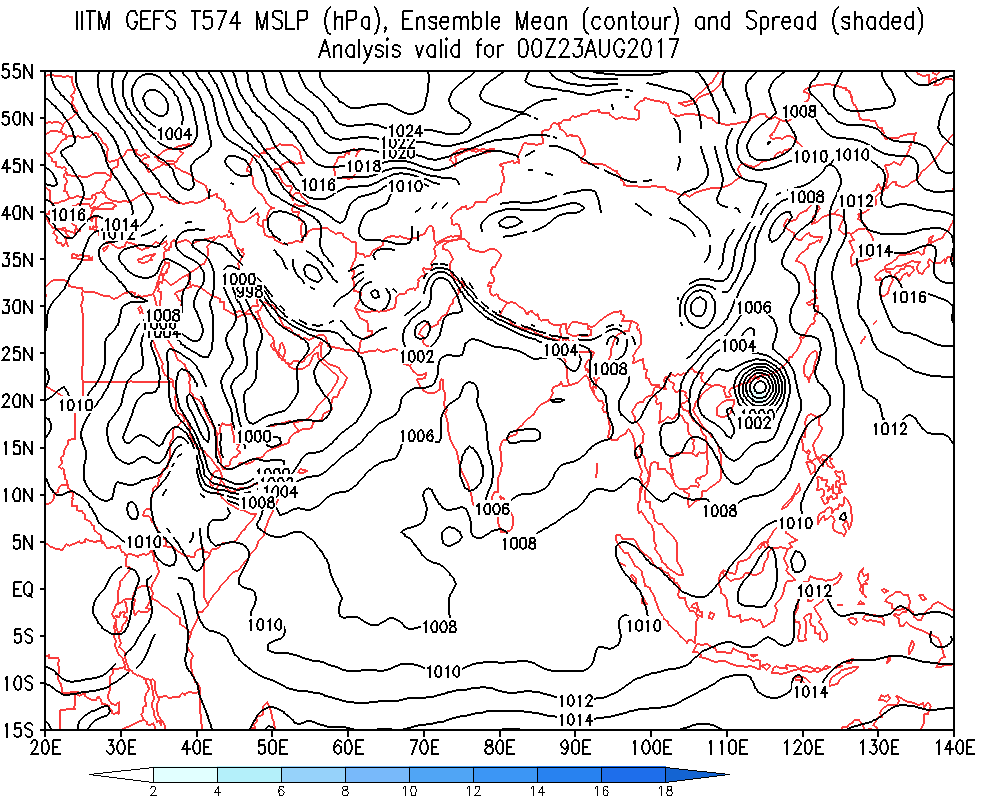 IITM GEFS T574 MSLP (hPa), Ensemble Mean (contour) and Spread (shaded)
Analysis valid for 00Z23AUG2017
55N
50N
45N
40N
35N
30N
25N
20N
15N
10N
5N
EQ
5S
10S
15S
1004
1024
1022
1020
1018
1016
1010
1008
1010
1010
1008
1012
1016
1014
1012
1014
1000
998
1016
1008
1006
1004
1006
1004
1002
1004
1008
1010
1002
1012
1000
1006
1004
1008
1006
1008
1010
1008
1010
1012
1010
1008
1010
1010
1012
1014
1014
20E 30E 40E 50E 60E 70E 80E 90E 100E 110E 120E 130E 140E
2 4 6 8 10 12 14 16 18